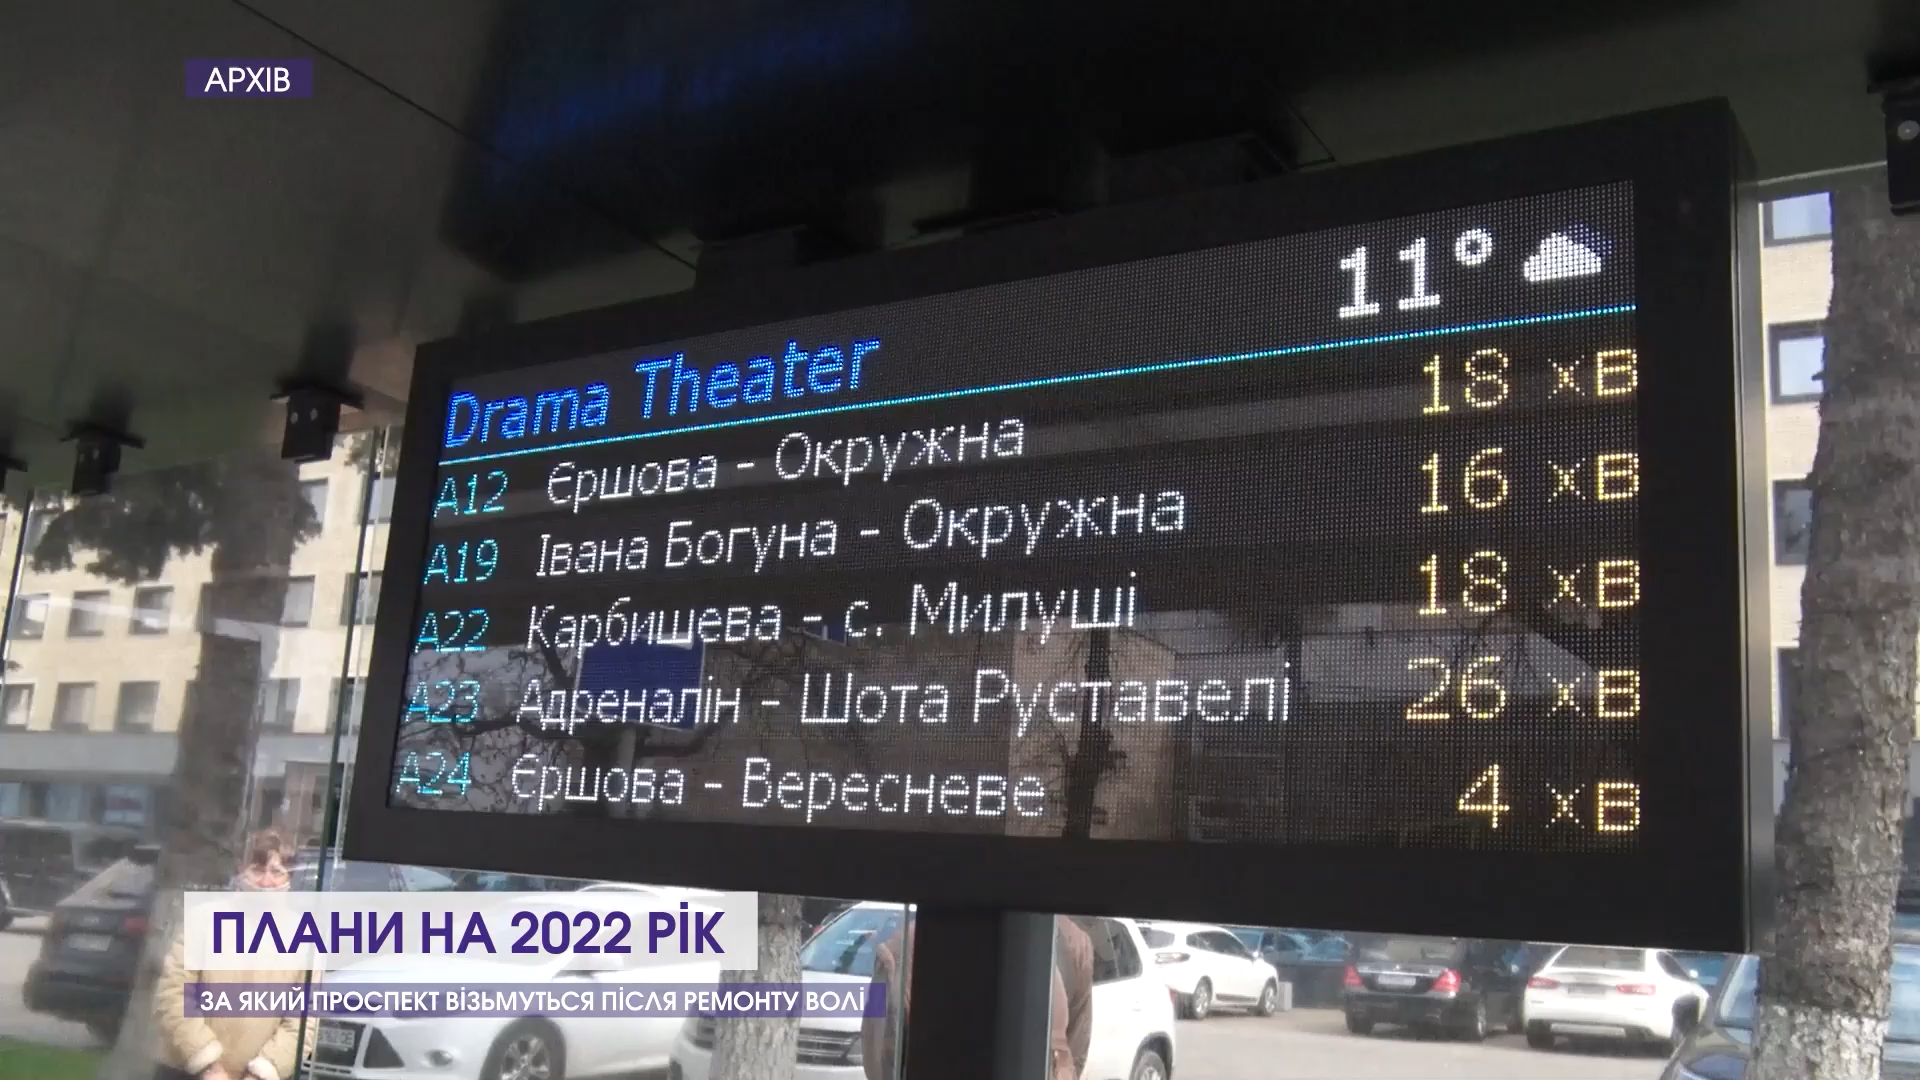 АРХІВ
11°
Drama Theater
A12 Єршова - Окружна 18 хв
A19 Івана Богуна - Окружна 16 хв
A22 Карбишева - с. Милуші 18 хв
A23 Адреналін - Шота Руставелі 26 хв
A24 Єршова - Вересневе 4 хв
ПЛАНИ НА 2022 РІК
ЗА ЯКИЙ ПРОСПЕКТ ВІЗЬМУТЬСЯ ПІСЛЯ РЕМОНТУ ВОЛІ